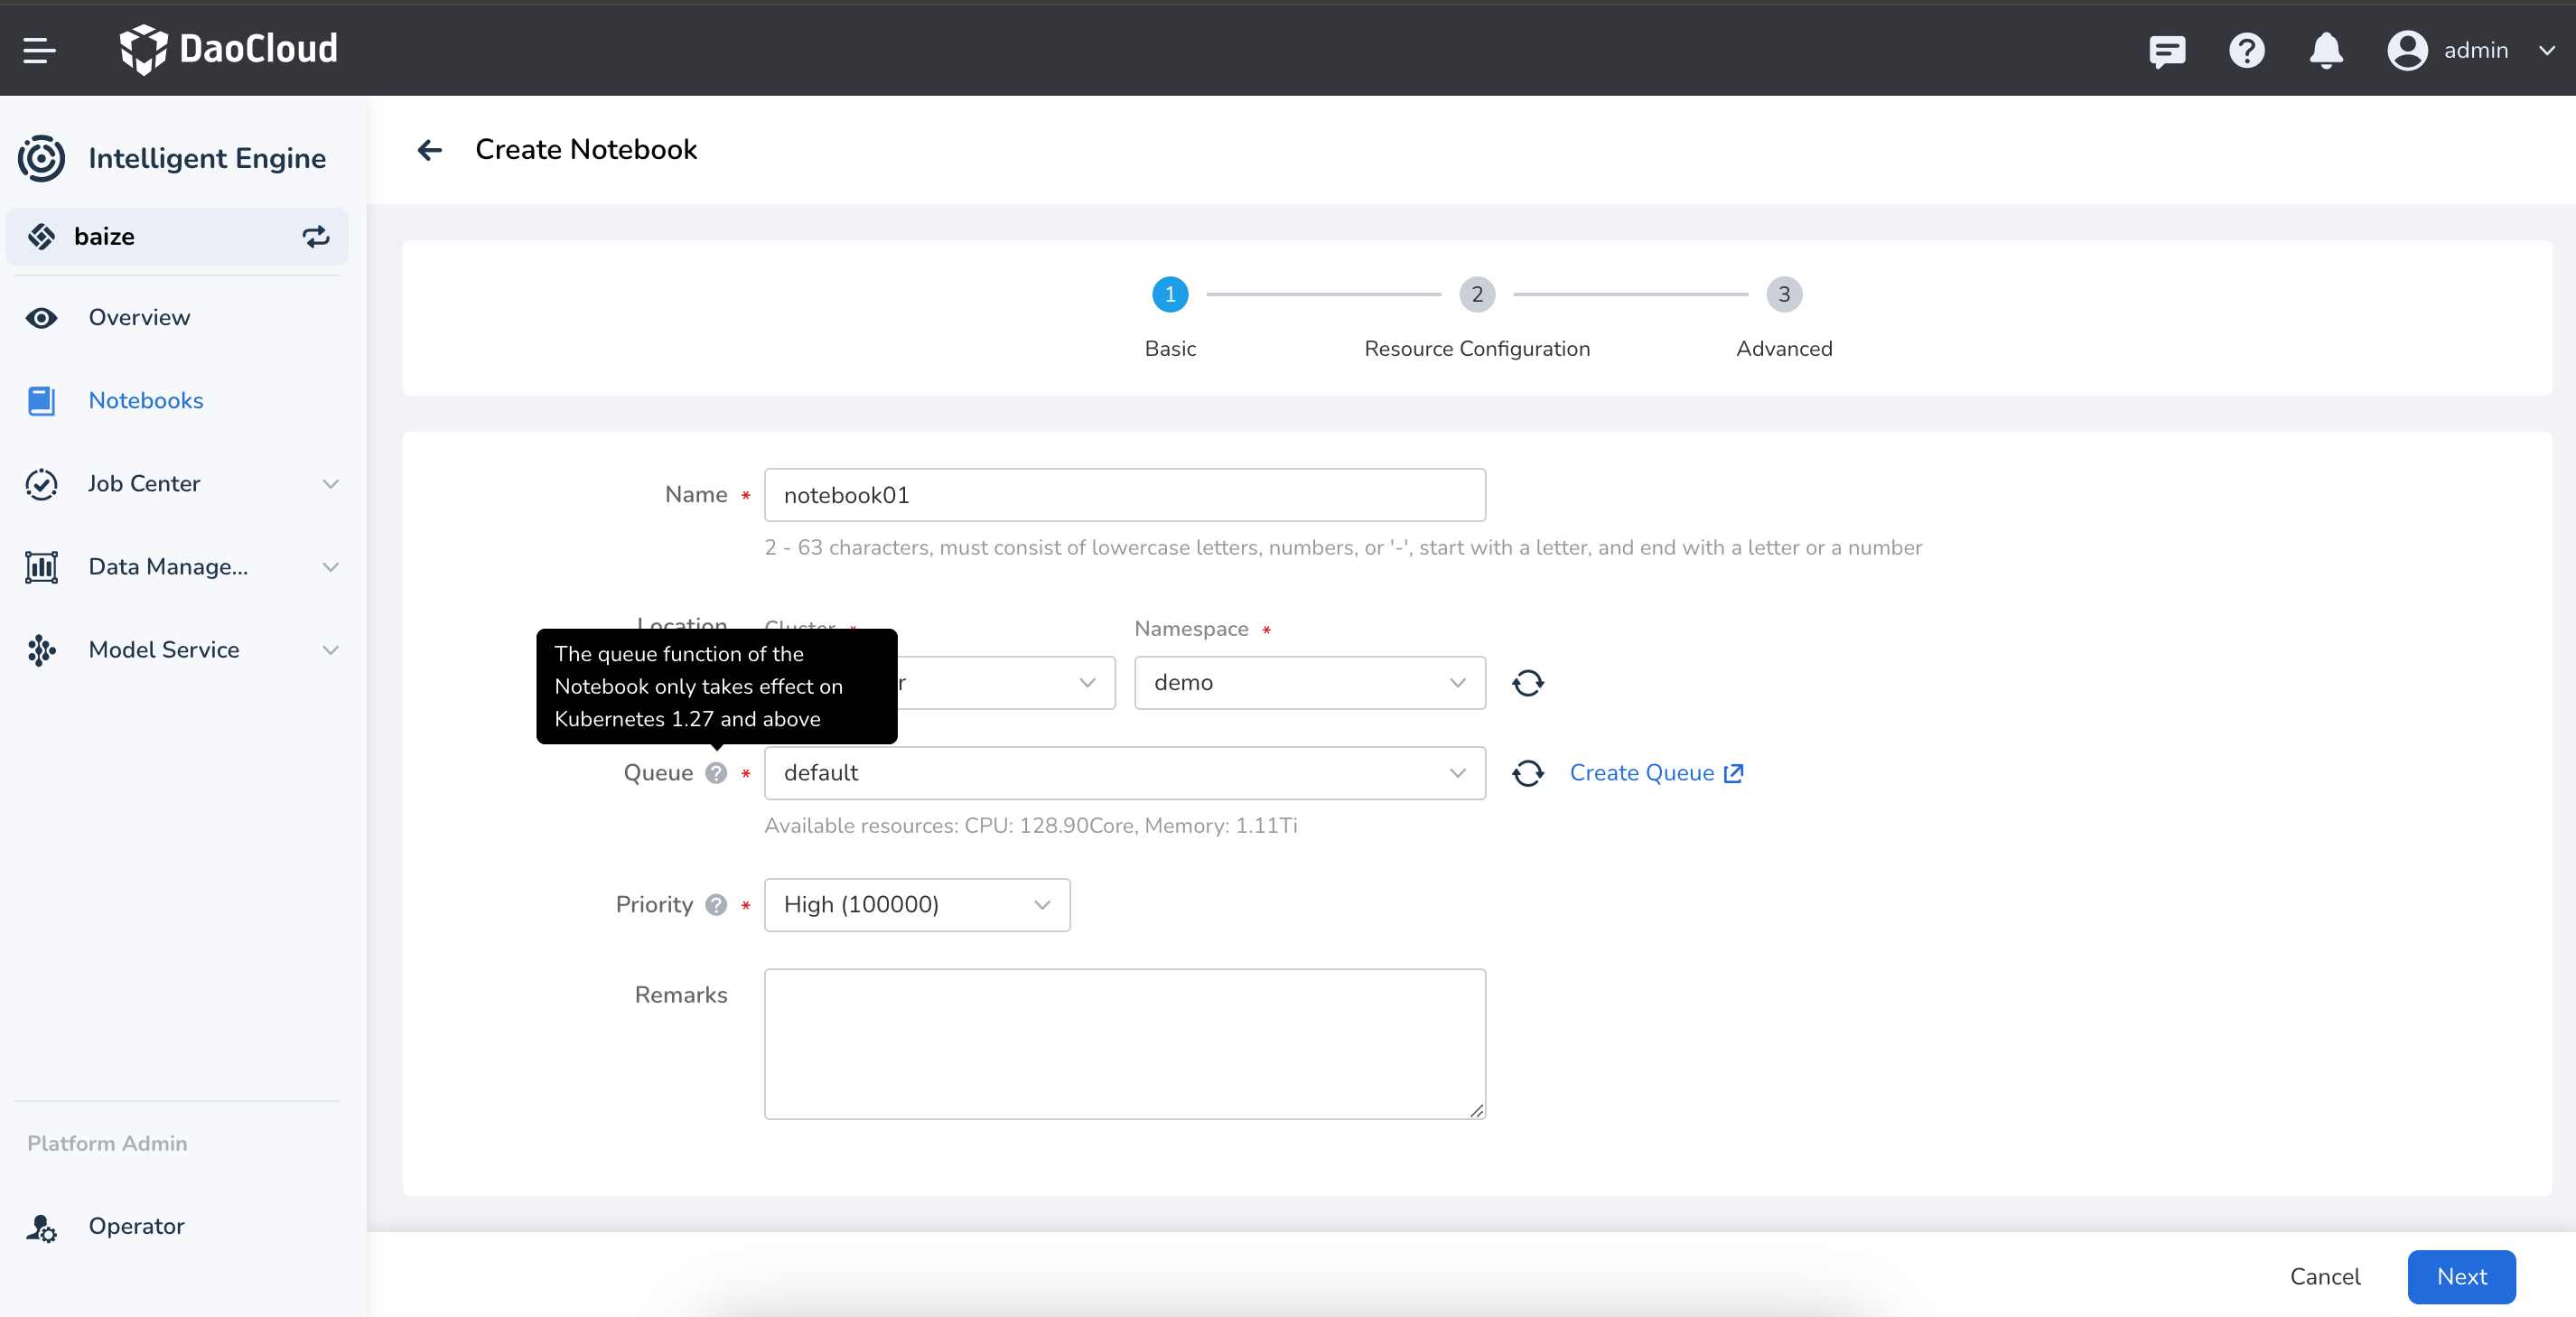 DaoCloud
admin
Intelligent Engine
baize
Overview
Notebooks
Job Center
Data Manage...
Model Service
Platform Admin
Operator
Create Notebook
1
2
3
Basic
Resource Configuration
Advanced
Name *
notebook01
2 - 63 characters, must consist of lowercase letters, numbers, or '-', start with a letter, and end with a letter or a number
Location
Cluster *
Namespace *
The queue function of the
Notebook only takes effect on
Kubernetes 1.27 and above
r
demo
Queue ? *
default
Create Queue
Available resources: CPU: 128.90Core, Memory: 1.11Ti
Priority ? *
High (100000)
Remarks
Cancel
Next